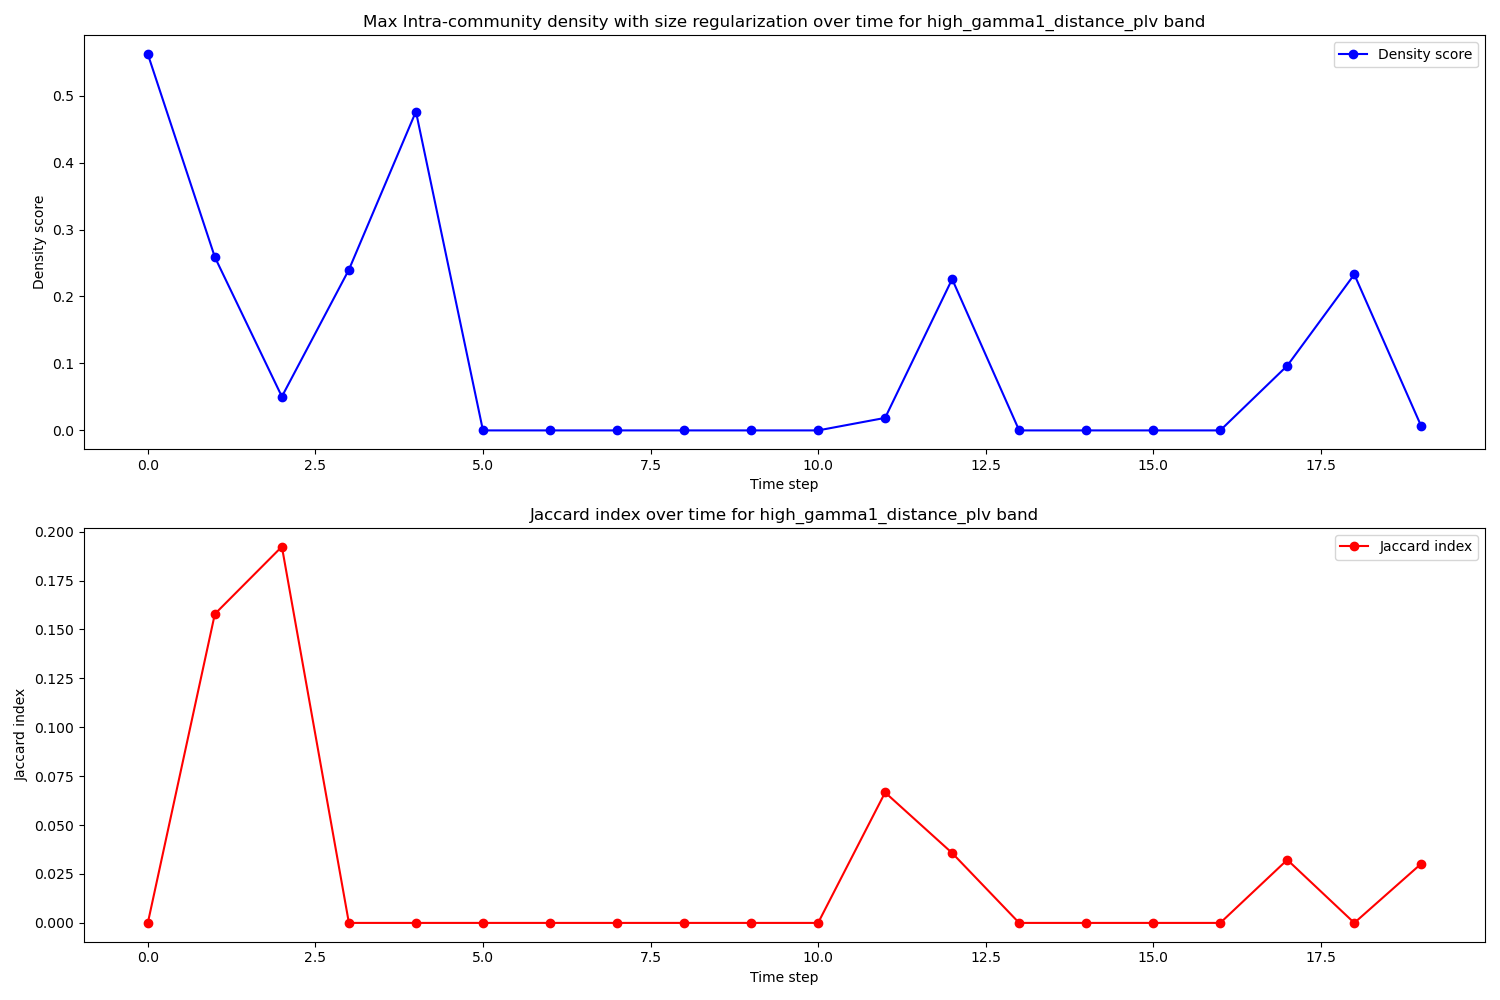 Max Intra-community density with size regularization over time for high_gamma1_distance_plv band
Density score
0.5
0.4
0.3
0.2
0.1
0.0
Density score
0.0 2.5 5.0 7.5 10.0 12.5 15.0 17.5
Time step
Jaccard index over time for high_gamma1_distance_plv band
Jaccard index
0.200
0.175
0.150
0.125
0.100
0.075
0.050
0.025
0.000
Jaccard index
0.0 2.5 5.0 7.5 10.0 12.5 15.0 17.5
Time step